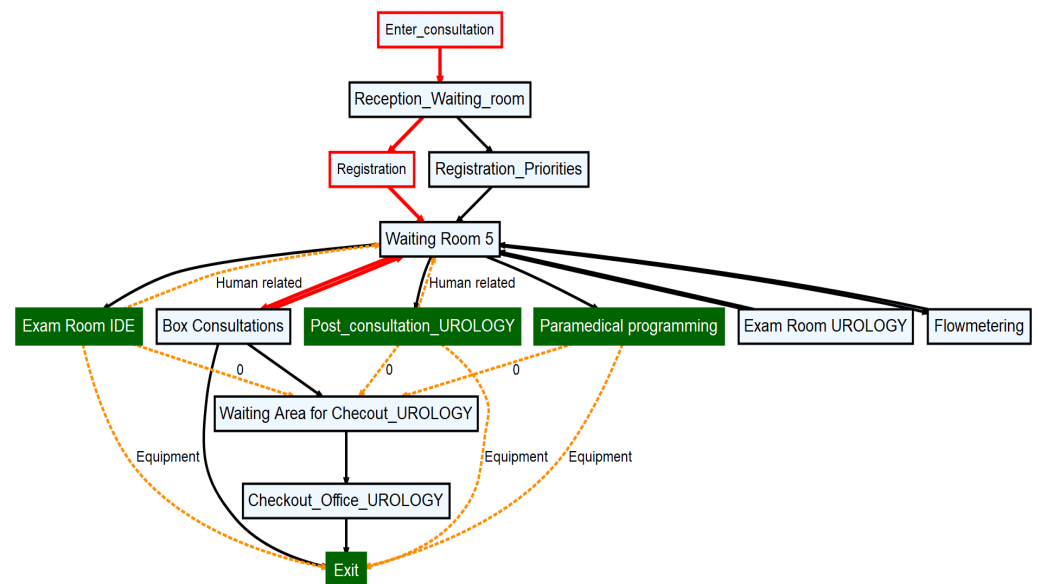 Enter_consultation
Reception_Waiting_room
Registration
Registration_Priorities
Waiting Room 5
Human related
Human related
Exam Room IDE
Box Consultations
Post_consultation_UROLOGY
Paramedical programming
Exam Room UROLOGY
Flowmetering
0
0
0
Waiting Area for Checout_UROLOGY
Equipment
Equipment
Equipment
Checkout_Office_UROLOGY
Exit